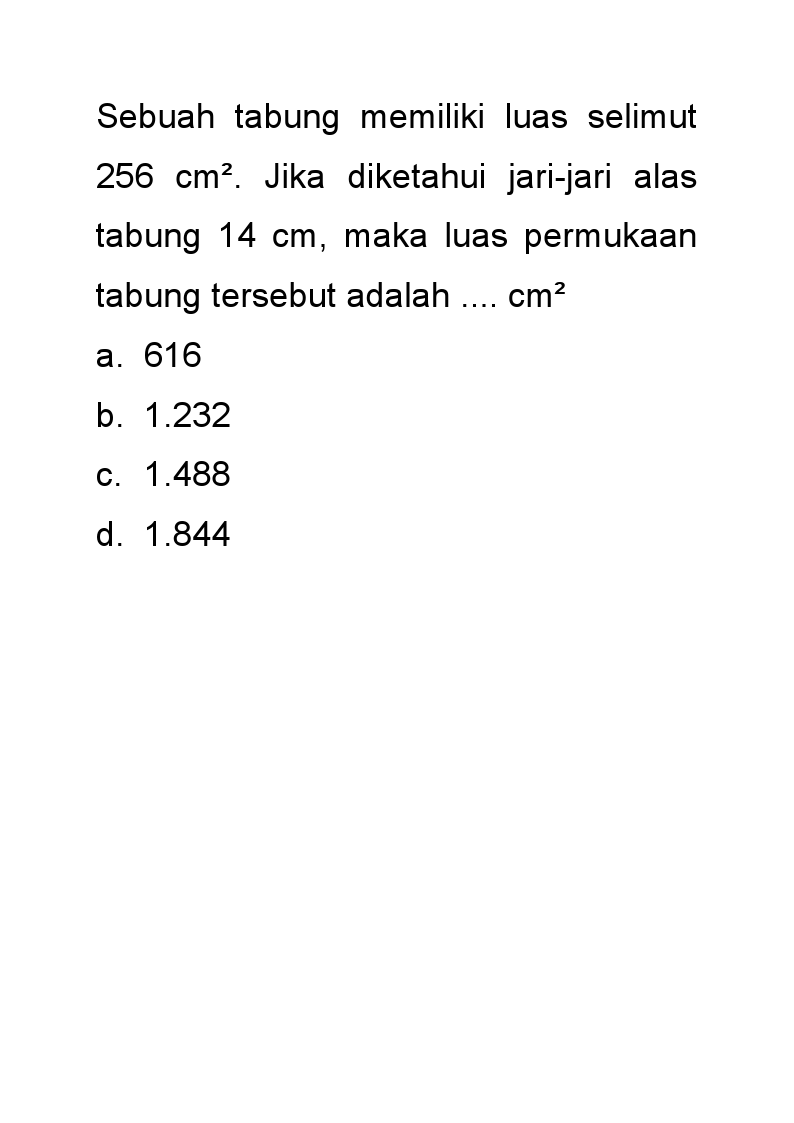 Sebuah tabung memiliki luas selimut
256 cm². Jika diketahui jari-jari alas
tabung 14 cm, maka luas permukaan
tabung tersebut adalah .... cm²
a. 616
b. 1.232
c. 1.488
d. 1.844